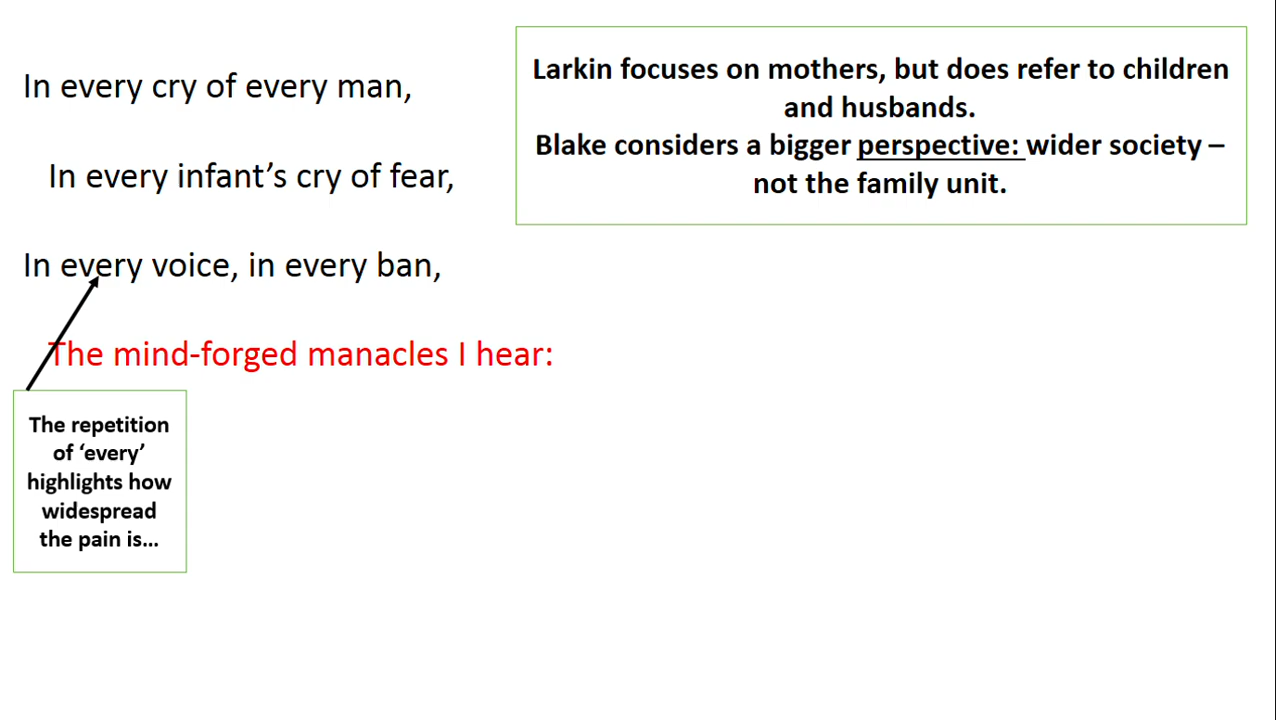 In every cry of every man,
In every infant’s cry of fear,
In every voice, in every ban,
The mind-forged manacles I hear:
Larkin focuses on mothers, but does refer to children
and husbands.
Blake considers a bigger perspective: wider society –
not the family unit.
The repetition
of ‘every’
highlights how
widespread
the pain is...